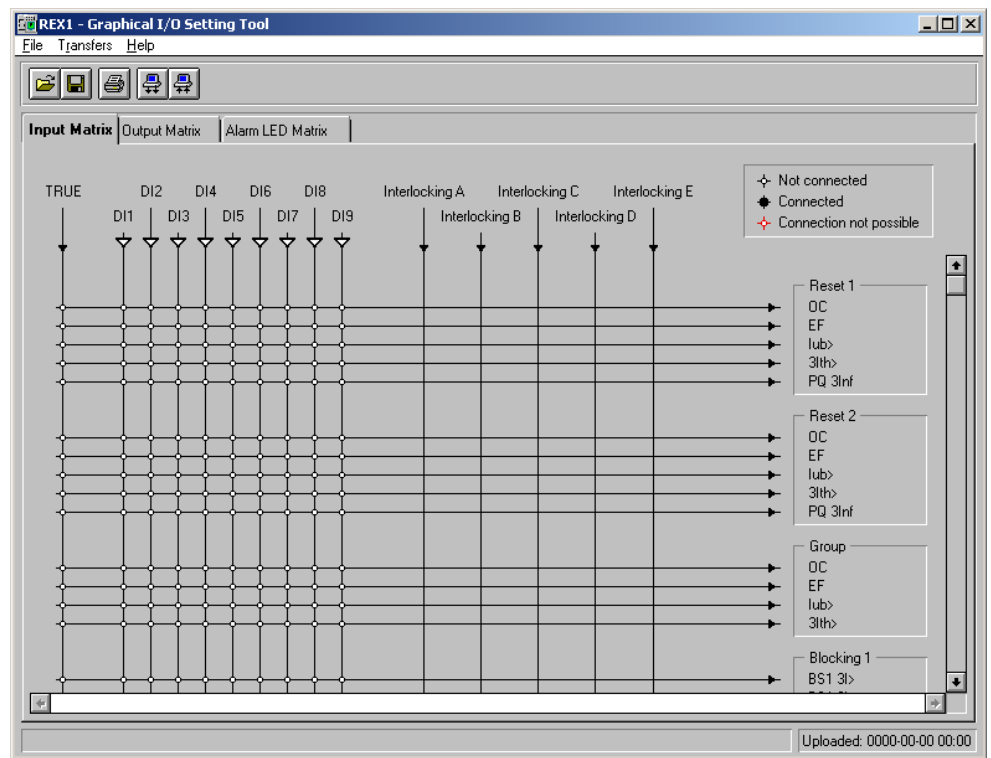 REX1 - Graphical I/O Setting Tool
File Transfers Help
Input Matrix Output Matrix Alarm LED Matrix
TRUE DI2 DI4 DI6 DI8 Interlocking A Interlocking C Interlocking E
DI1 DI3 DI5 DI7 DI9 Interlocking B Interlocking D
Not connected
Connected
Connection not possible
Reset 1
OC
EF
Iub>
3Ith>
PQ 3Inf
Reset 2
OC
EF
Iub>
3Ith>
PQ 3Inf
Group
OC
EF
Iub>
3Ith>
Blocking 1
BS1 3I>
Uploaded: 0000-00-00 00:00